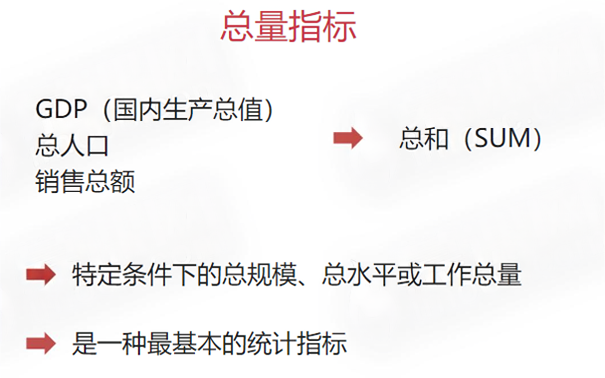 总量指标
GDP（国内生产总值）
总人口
销售总额
总和（SUM）
特定条件下的总规模、总水平或工作总量
是一种最基本的统计指标